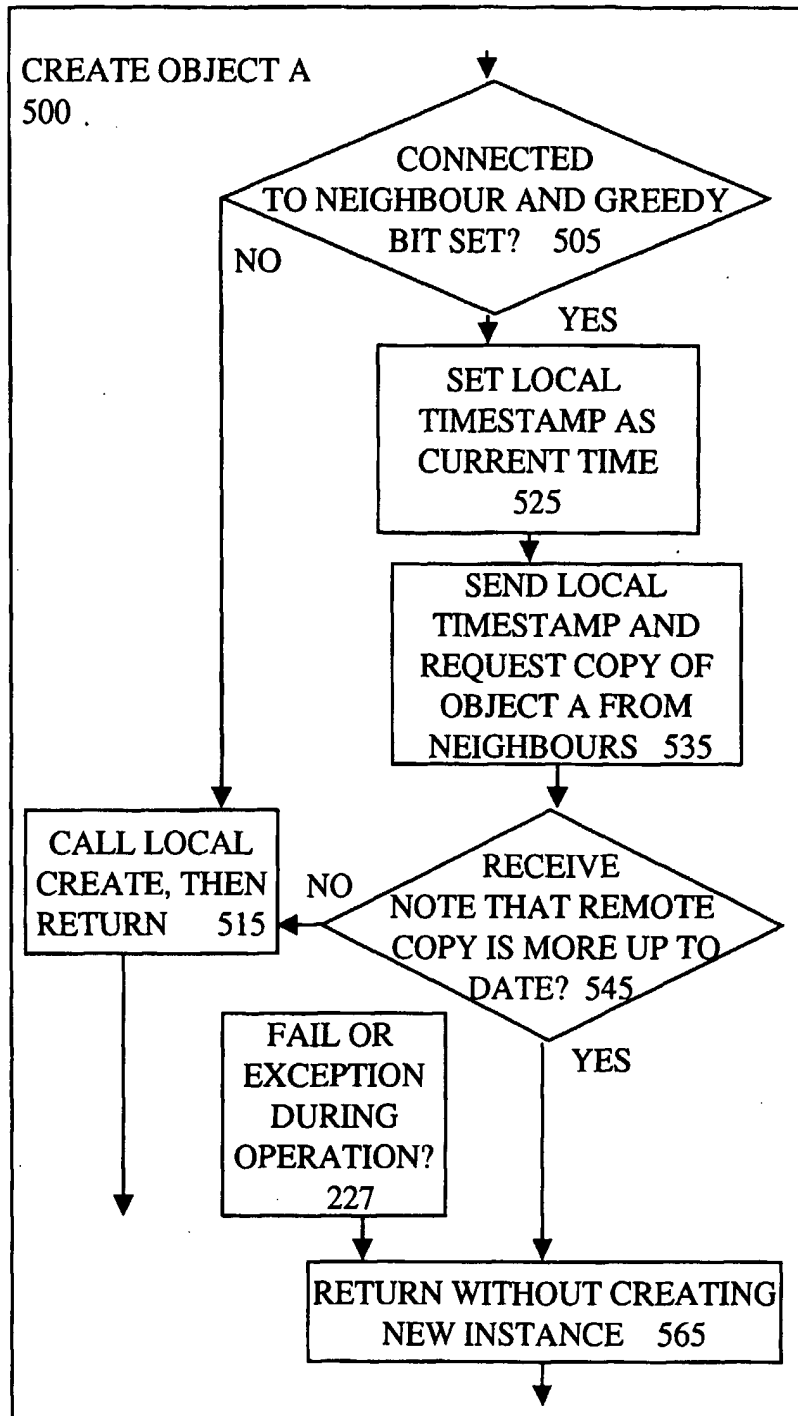 CREATE OBJECT A
500
CONNECTED
TO NEIGHBOUR AND GREEDY
BIT SET? 505
NO
YES
SET LOCAL
TIMESTAMP AS
CURRENT TIME
525
SEND LOCAL
TIMESTAMP AND
REQUEST COPY OF
OBJECT A FROM
NEIGHBOURS 535
CALL LOCAL
CREATE, THEN
RETURN 515
NO
RECEIVE
NOTE THAT REMOTE
COPY IS MORE UP TO
DATE? 545
YES
FAIL OR
EXCEPTION
DURING
OPERATION?
227
RETURN WITHOUT CREATING
NEW INSTANCE 565